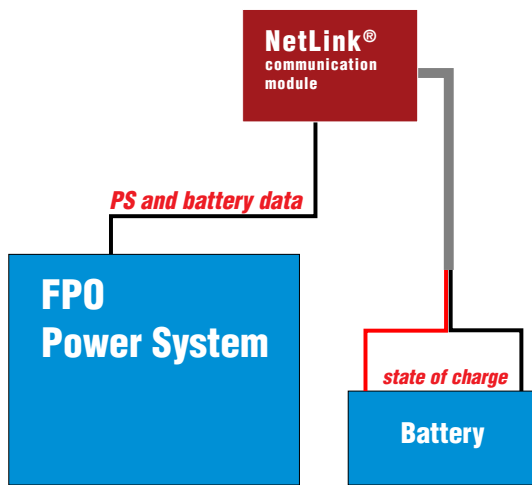 NetLink®
communication
module
PS and battery data
FPO
Power System
state of charge
Battery